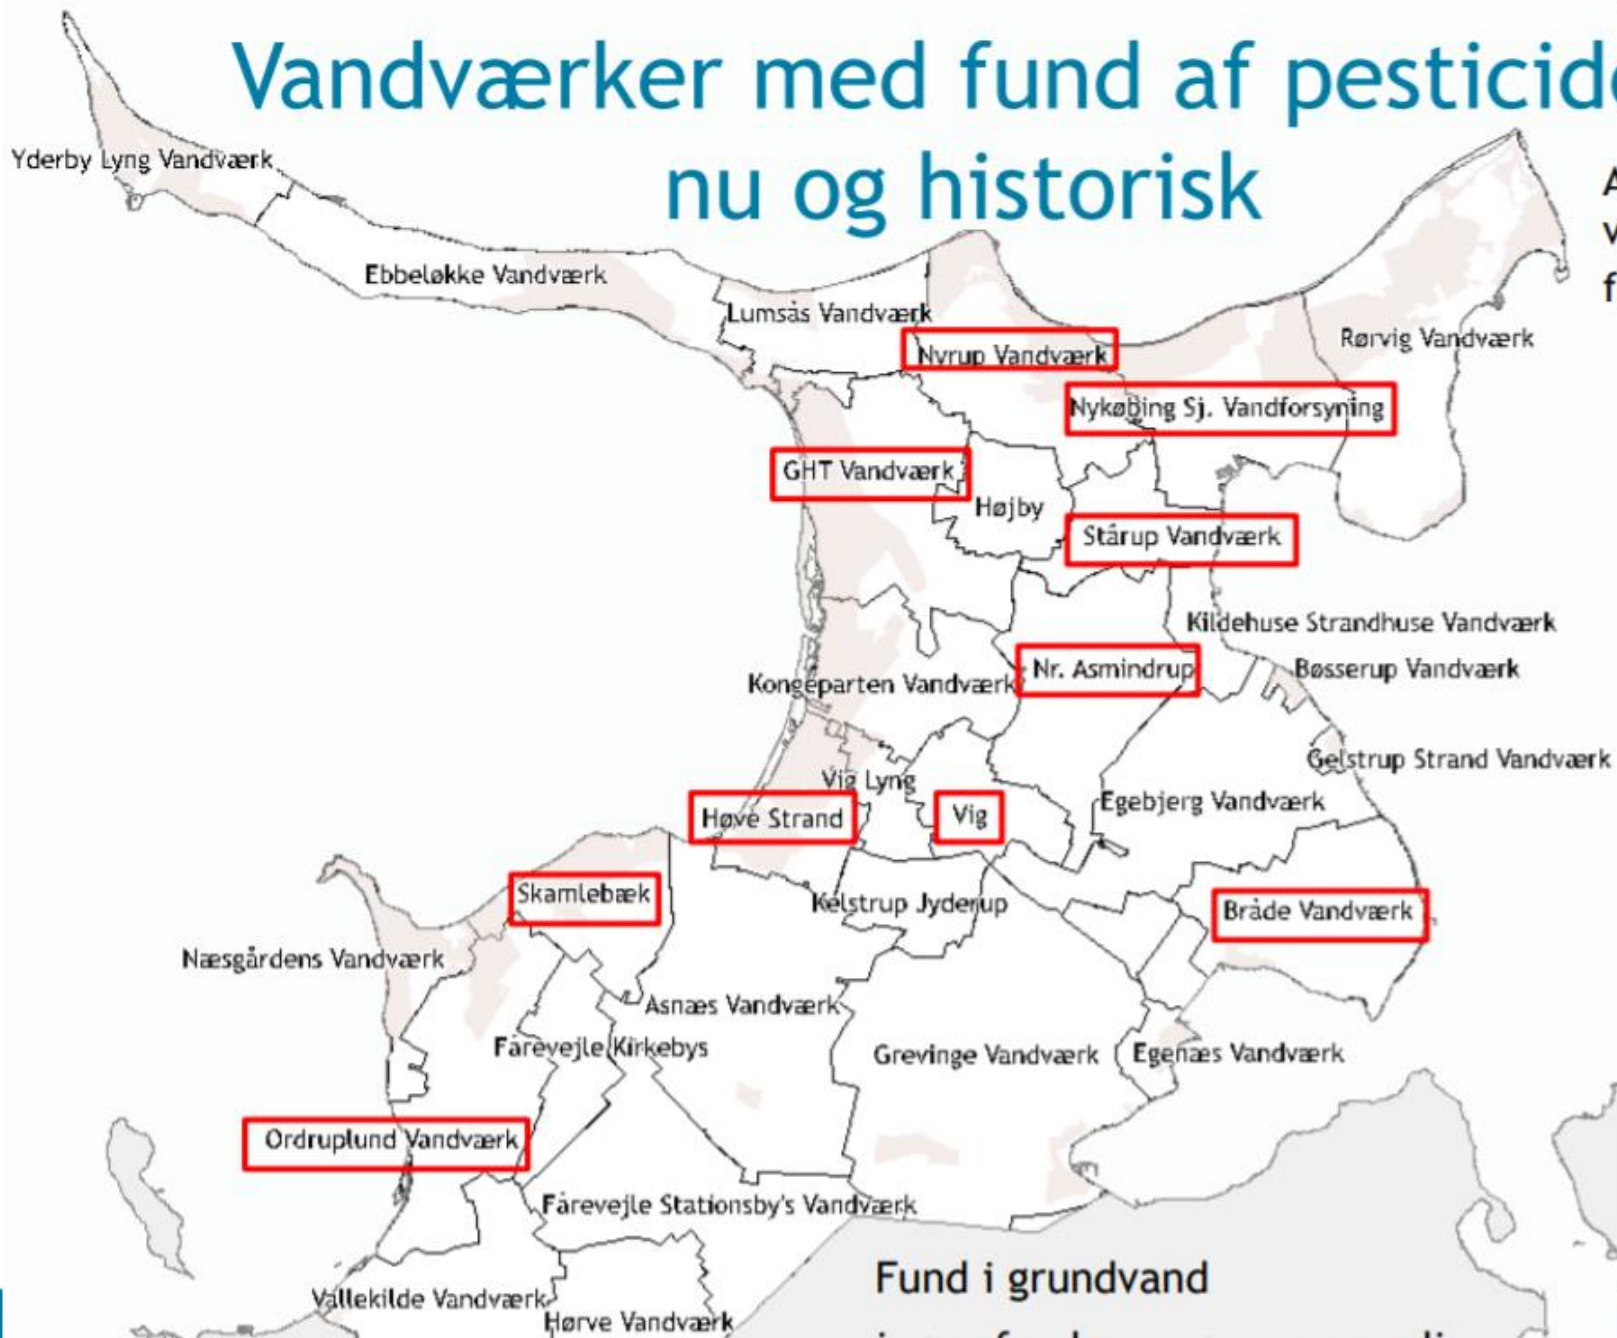 Vandværker med fund af pesticide
nu og historisk
A
v
f
Yderby Lyng Vandværk
Ebbeløkke Vandværk
Lumsås Vandværk
Rørvig Vandværk
Nyrup Vandværk
Nykøbing Sj. Vandforsyning
GHT Vandværk
Højby
Stårup Vandværk
Kildehuse Strandhuse Vandværk
Nr. Asmindrup
Bøsserup Vandværk
Kongeparten Vandværk
Gelstrup Strand Vandværk
Vig Lyng
Egebjerg Vandværk
Høve Strand
Vig
Skamlebæk
Kelstrup Jyderup
Bråde Vandværk
Næsgårdens Vandværk
Asnæs Vandværk
Fårevejle Kirkebys
Grevinge Vandværk
Egenæs Vandværk
Ordruplund Vandværk
Fårevejle Stationsby's Vandværk
Fund i grundvand
Vallekilde Vandværk
Hørve Vandværk